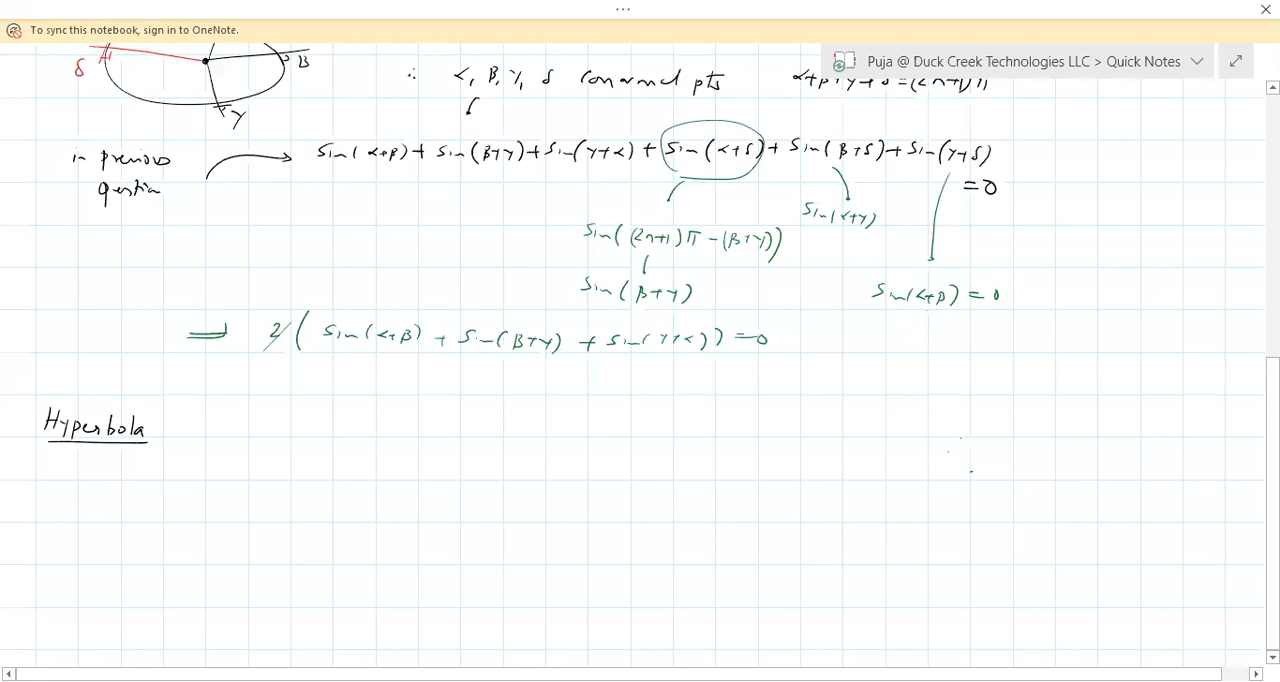 To sync this notebook, sign in to OneNote.
Puja @ Duck Creek Technologies LLC > Quick Notes
δ A B γ
∴ α, β, γ, δ conormal pts α+β+γ+δ=(2n+1)π
in previous question
Sin(α+β) + Sin(β+γ) + Sin(γ+α) + Sin(α+δ) + Sin(β+δ) + Sin(γ+δ)
=0
Sin(α+γ)
Sin((2n+1)π-(β+γ))
Sin(β+γ) Sin(α+β)=0
⇒ 2(Sin(α+β) + Sin(β+γ) + Sin(γ+α))=0
Hyperbola